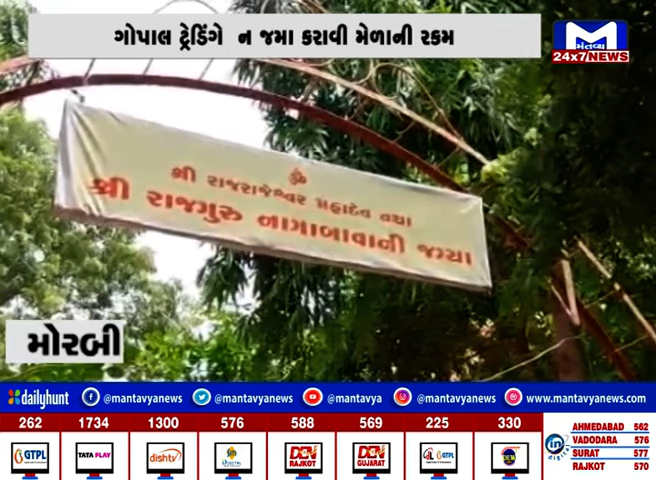 ગોપાલ ટ્રેડિંગે ન જમા કરાવી મેળાની રકમ
મંતવ્ય
24x7NEWS
ૐ
શ્રી રાજરાજેશ્વર મહાદેવ તથા
શ્રી રાજગુરુ નાગાબાવાની જગ્યા
મોરબી
dailyhunt @mantavyanews @mantavyanews @mantavya @mantavyanews www.mantavyanews.com
262 1734 1300 576 588 569 225 330
GTPL TATA PLAY dishtv DEN RAJKOT DEN GUJARAT GTPL
in digital
AHMEDABAD 562
VADODARA 576
SURAT 577
RAJKOT 570